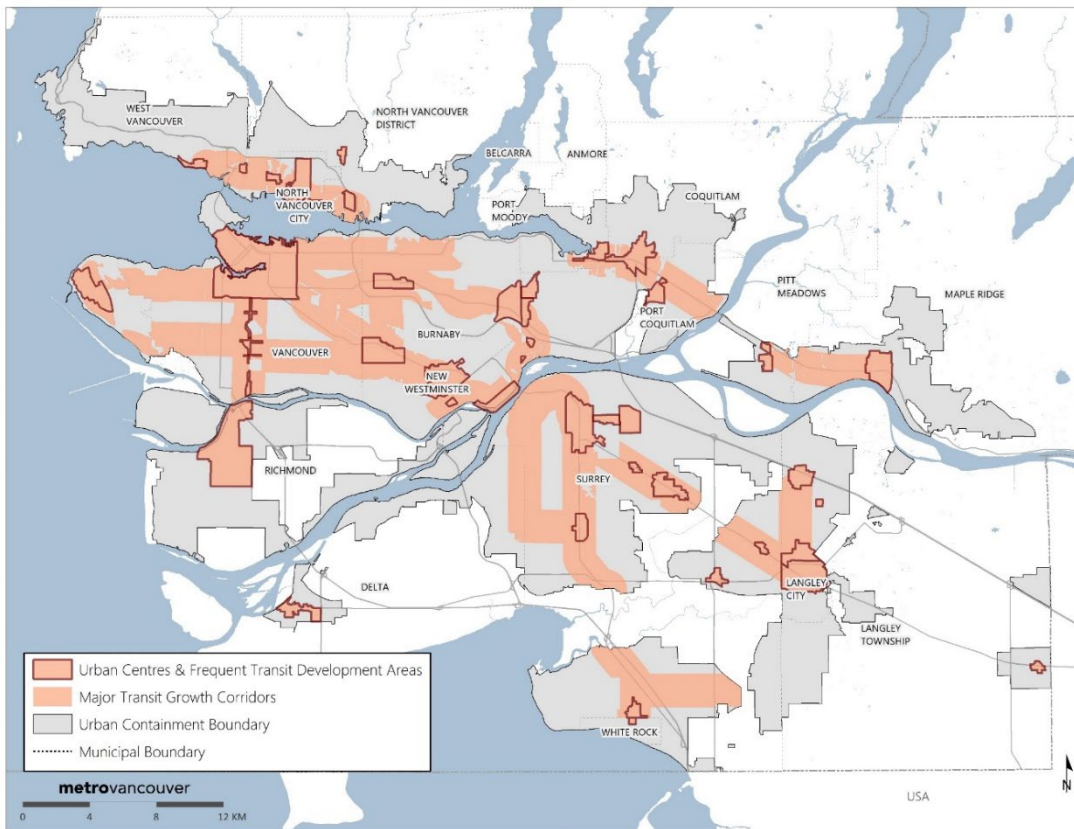 WEST
VANCOUVER
NORTH VANCOUVER
DISTRICT
BELCARRA
ANMORE
NORTH
VANCOUVER
CITY
PORT
MOODY
COQUITLAM
PITT
MEADOWS
MAPLE RIDGE
PORT
COQUITLAM
BURNABY
VANCOUVER
NEW
WESTMINSTER
RICHMOND
SURREY
DELTA
LANGLEY
CITY
LANGLEY
TOWNSHIP
WHITE ROCK
Urban Centres & Frequent Transit Development Areas
Major Transit Growth Corridors
Urban Containment Boundary
Municipal Boundary
metrovancouver
0 4 8 12 KM
N
USA